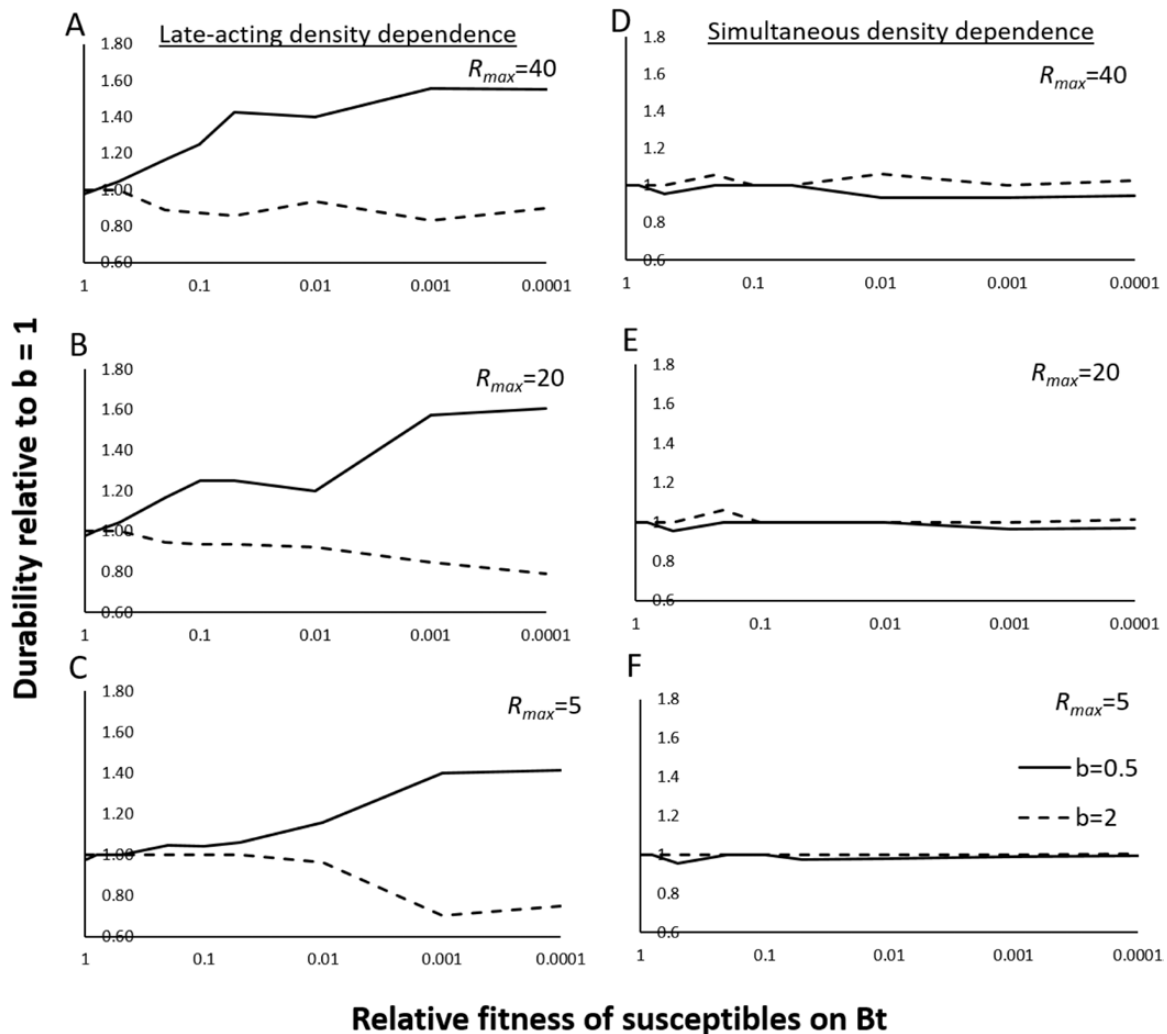 A
Late-acting density dependence
Rmax=40
1.80
1.60
1.40
1.20
1.00
0.80
0.60
1 0.1 0.01 0.001 0.0001
D
Simultaneous density dependence
Rmax=40
1.8
1.6
1.4
1.2
1
0.8
0.6
1 0.1 0.01 0.001 0.0001
B
Rmax=20
1.80
1.60
1.40
1.20
1.00
0.80
0.60
1 0.1 0.01 0.001 0.0001
E
Rmax=20
1.8
1.6
1.4
1.2
1
0.8
0.6
1 0.1 0.01 0.001 0.0001
C
Rmax=5
1.80
1.60
1.40
1.20
1.00
0.80
0.60
1 0.1 0.01 0.001 0.0001
F
Rmax=5
1.8
1.6
1.4
1.2
1
0.8
0.6
1 0.1 0.01 0.001 0.0001
b=0.5
b=2
Durability relative to b = 1
Relative fitness of susceptibles on Bt